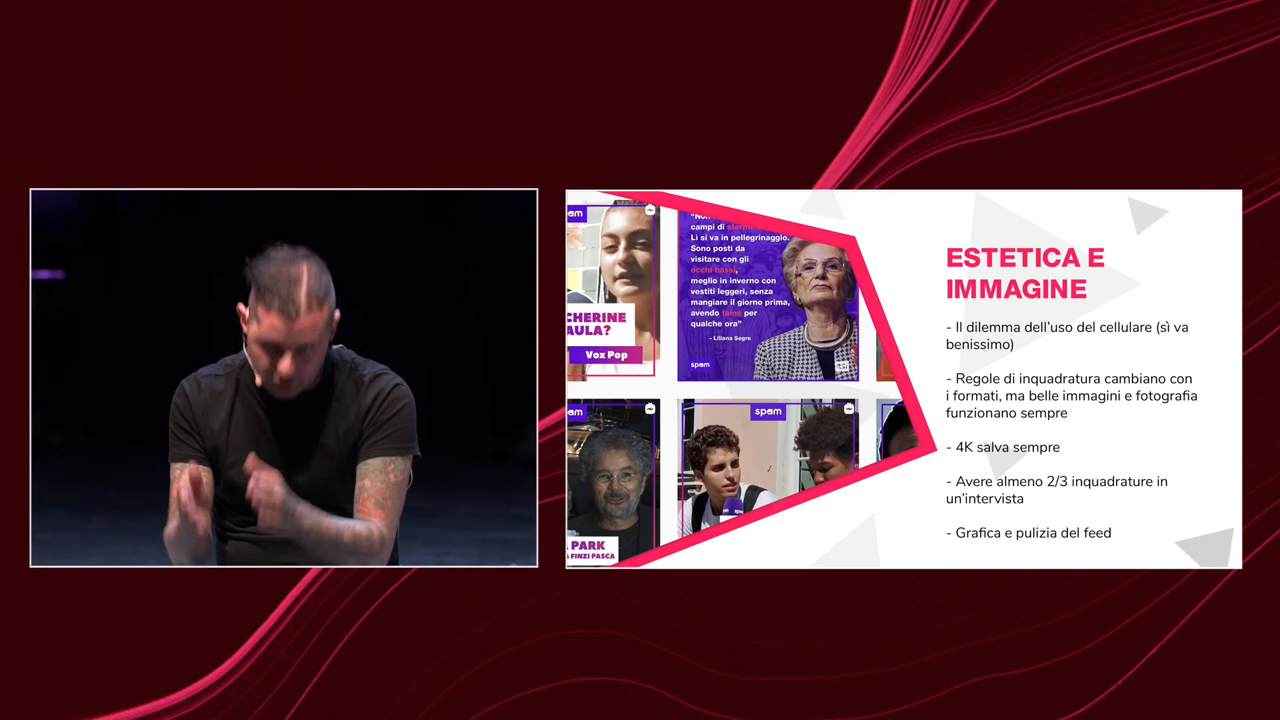 am
CHERINE
AULA?
Vox Pop
"Non
campi di
Lì si va in pellegrinaggio.
Sono posti da
visitare con gli
occhi bassi,
meglio in inverno con
vestiti leggeri, senza
mangiare il giorno prima,
avendo fame per
qualche ora"
- Liliana Segre
spem
am
PARK
A FINZI PASCA
spem
ESTETICA E
IMMAGINE
- Il dilemma dell'uso del cellulare (sì va
benissimo)
- Regole di inquadratura cambiano con
i formati, ma belle immagini e fotografia
funzionano sempre
- 4K salva sempre
- Avere almeno 2/3 inquadrature in
un'intervista
- Grafica e pulizia del feed